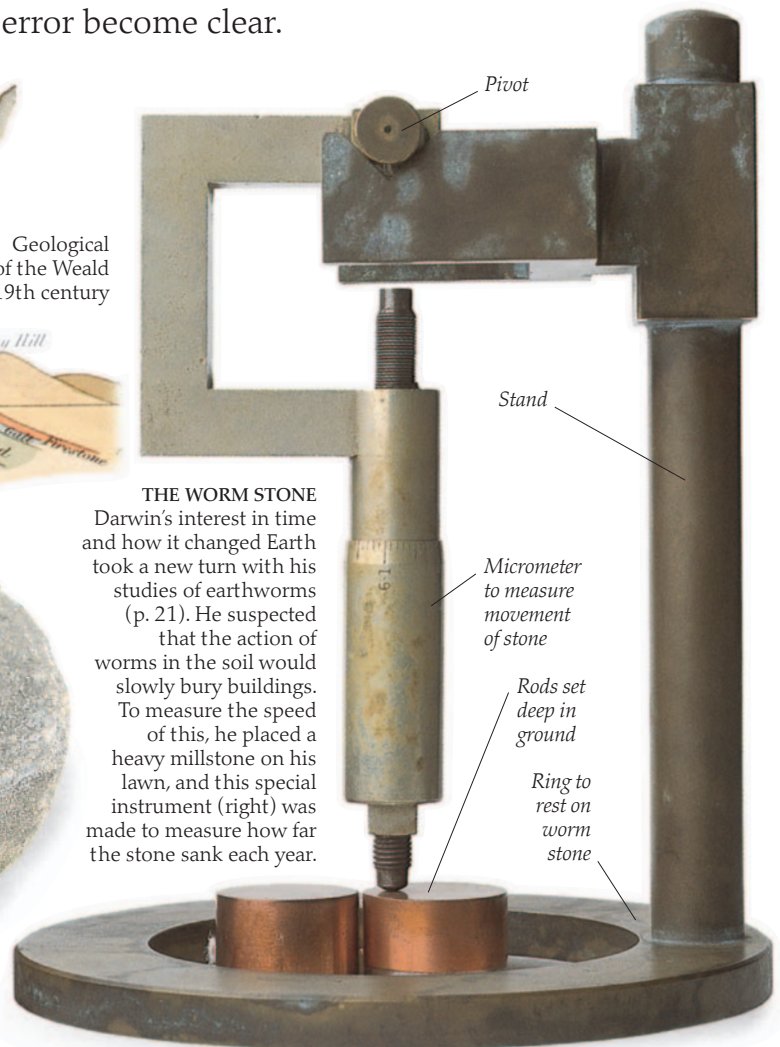 error become clear.
Pivot
Geological
of the Weald
19th century
y Hill
Gate Firestone
Stand
THE WORM STONE
Darwin's interest in time
and how it changed Earth
took a new turn with his
studies of earthworms
(p. 21). He suspected
that the action of
worms in the soil would
slowly bury buildings.
To measure the speed
of this, he placed a
heavy millstone on his
lawn, and this special
instrument (right) was
made to measure how far
the stone sank each year.
Micrometer
to measure
movement
of stone
Rods set
deep in
ground
Ring to
rest on
worm
stone